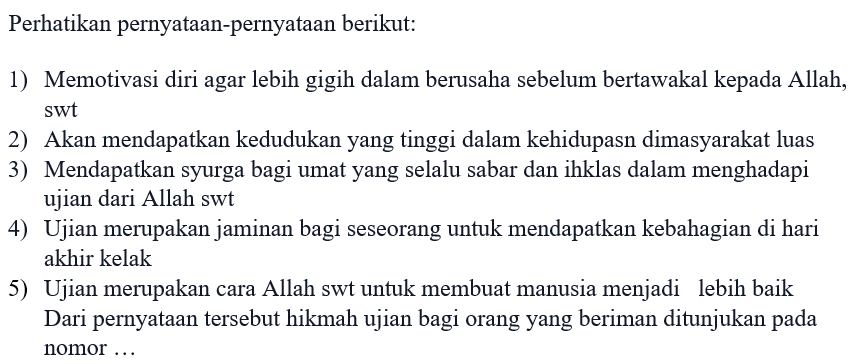 Perhatikan pernyataan-pernyataan berikut:
1) Memotivasi diri agar lebih gigih dalam berusaha sebelum bertawakal kepada Allah,
swt
2) Akan mendapatkan kedudukan yang tinggi dalam kehidupasn dimasyarakat luas
3) Mendapatkan syurga bagi umat yang selalu sabar dan ihklas dalam menghadapi
ujian dari Allah swt
4) Ujian merupakan jaminan bagi seseorang untuk mendapatkan kebahagian di hari
akhir kelak
5) Ujian merupakan cara Allah swt untuk membuat manusia menjadi   lebih baik
Dari pernyataan tersebut hikmah ujian bagi orang yang beriman ditunjukan pada
nomor …